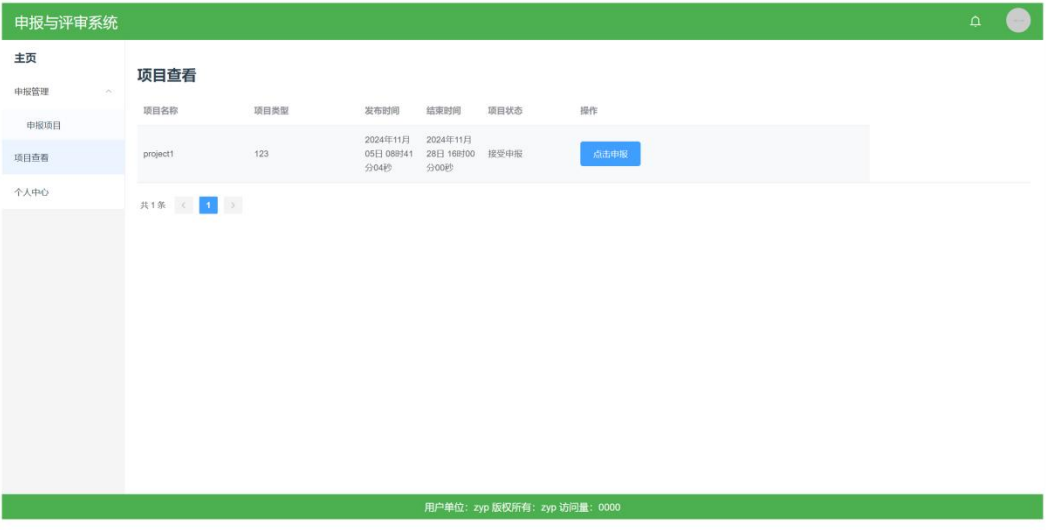 申报与评审系统
主页
申报管理
申报项目
项目查看
个人中心
项目查看
项目名称 项目类型 发布时间 结束时间 项目状态 操作
project1 123 2024年11月05日 08时41分04秒 2024年11月28日 16时00分00秒 接受申报 点击申报
共 1 条 < 1 >
用户单位：zyp 版权所有：zyp 访问量：0000